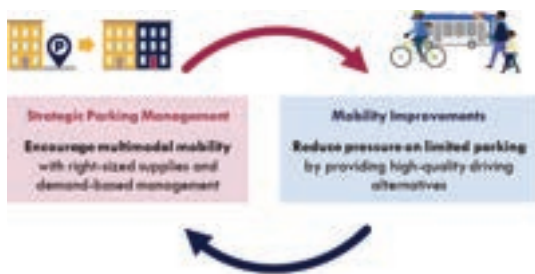 P
Strategic Parking Management
Encourage multimodal mobility
with right-sized supplies and
demand-based management
Mobility Improvements
Reduce pressure on limited parking
by providing high-quality driving
alternatives